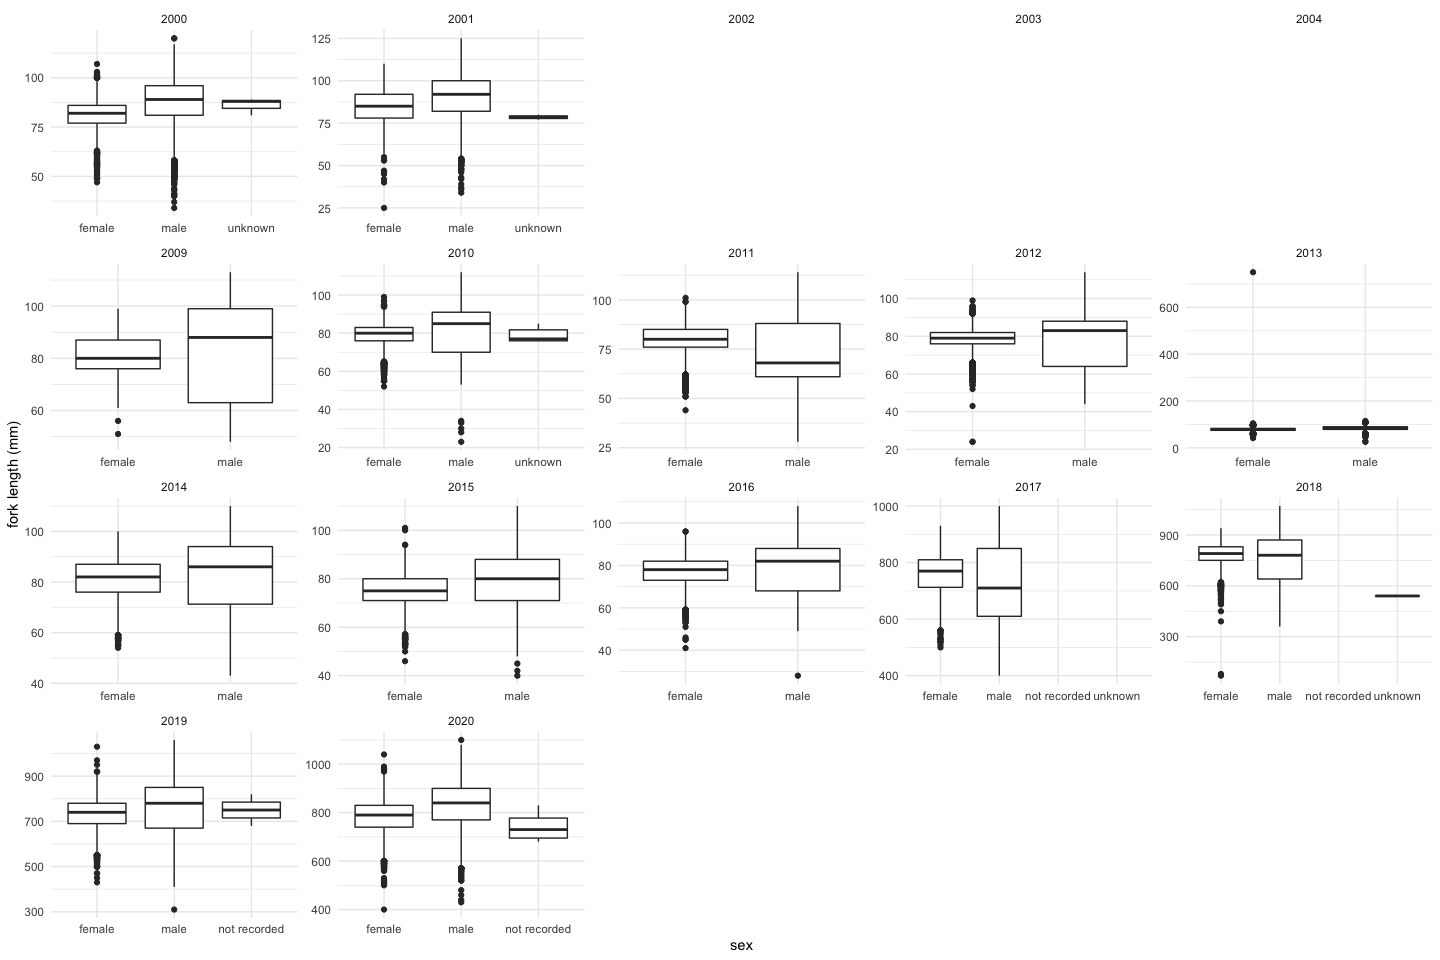 2000 2001 2002 2003 2004
125
100 100
75 75
50 50
25
female male unknown female male unknown
2009 2010 2011 2012 2013
100 100 100 100 600
80 80 75 80 400
60 60 50 60 200
40 40
20 25 20 0
female male female male unknown female male female male female male
2014 2015 2016 2017 2018
100 100 100 1000 900
80 80 80 800 600
60 60 60 600 300
40 40 40 400
female male female male female male female male not recorded unknown female male not recorded unknown
2019 2020
900 1000
700 800
500 600
300 400
female male not recorded female male not recorded
fork length (mm)
sex